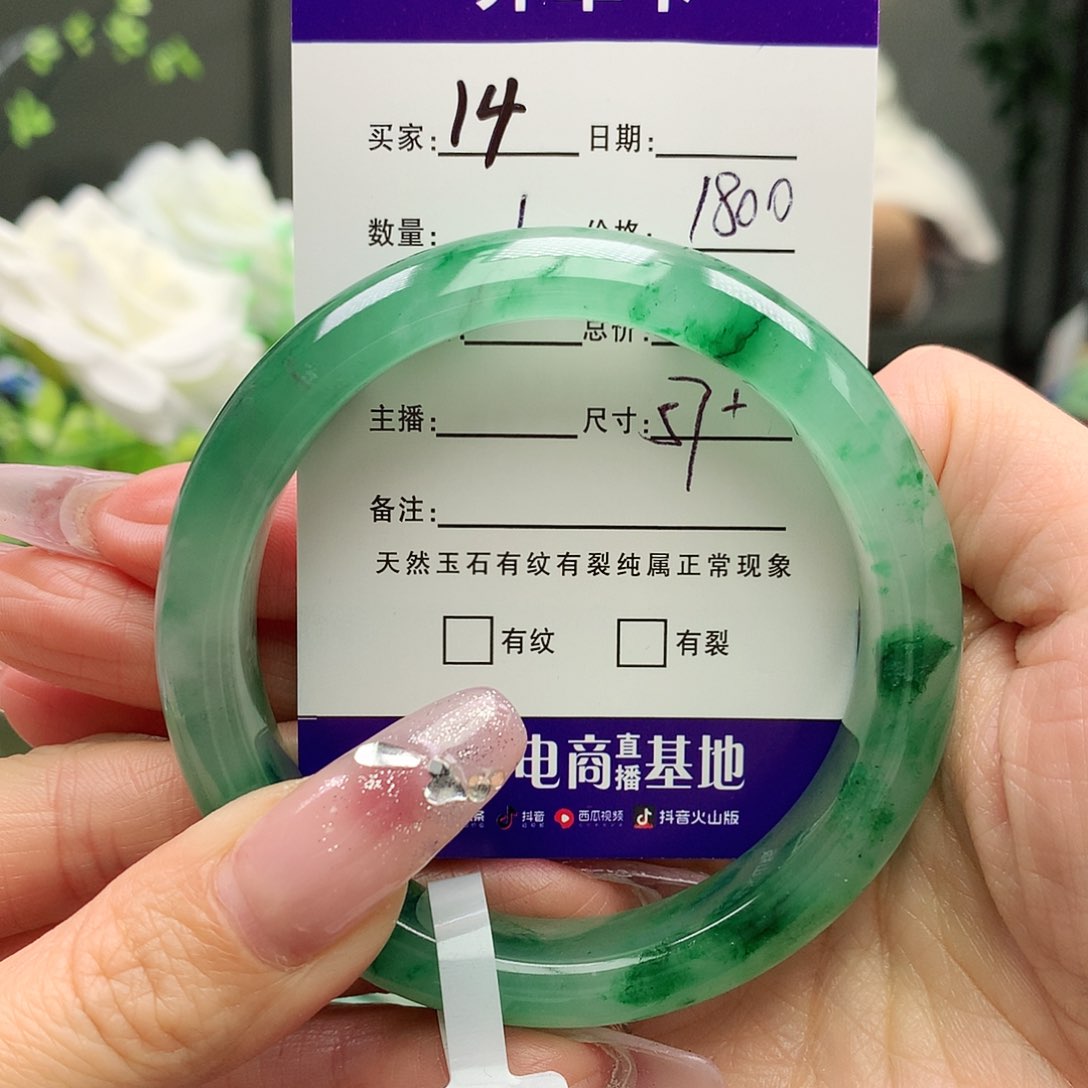 买家: 14 日期:
数量: 1 价格: 1800
总价:
主播: 尺寸: 57+
备注:
天然玉石有纹有裂纯属正常现象
有纹 有裂
电商直播基地
抖音 西瓜视频 抖音火山版